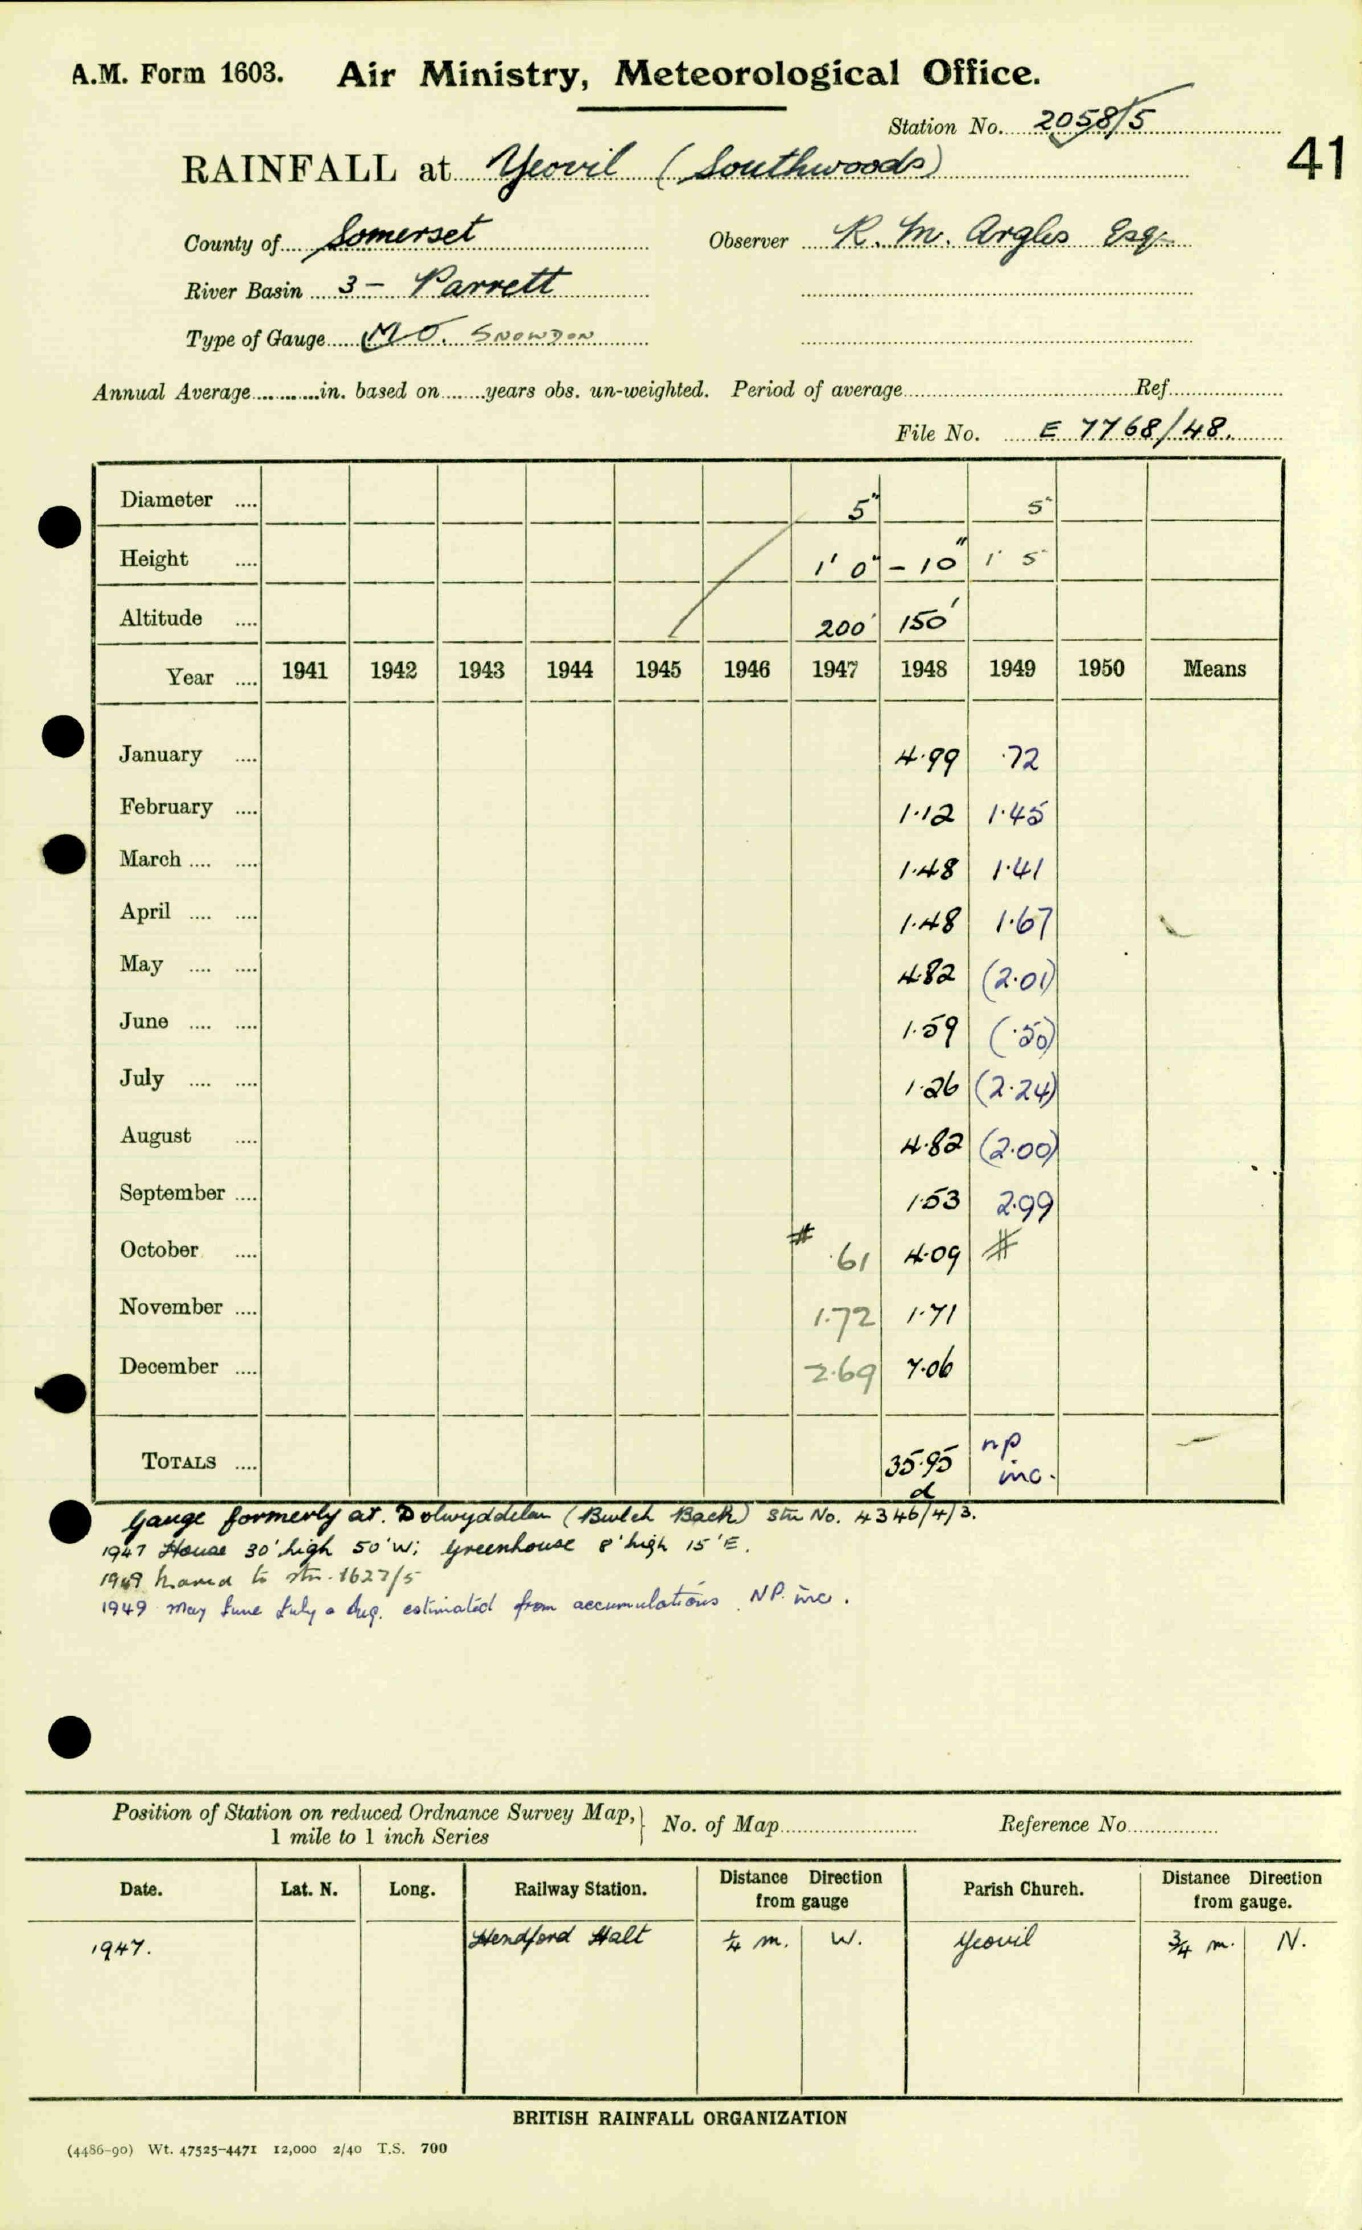 A.M. Form 1603. Air Ministry, Meteorological Office.
Station No. 2058/5
41
RAINFALL at Yeovil (Southwoods)
County of Somerset Observer R. M. Argles Esq.
River Basin 3 - Parrett
Type of Gauge M O. SNOWDON
Annual Average in. based on years obs. un-weighted. Period of average Ref
File No. E 7768/48.
Diameter 5" 5"
Height 1' 0" - 10" 1' 5"
Altitude 200' 150'
Year 1941 1942 1943 1944 1945 1946 1947 1948 1949 1950 Means
January 4.99 .72
February 1.12 1.45
March 1.48 1.41
April 1.48 1.67
May 4.82 (2.01)
June 1.59 (.50)
July 1.26 (2.24)
August 4.82 (2.00)
September 1.53 2.99
October # .61 4.09 #
November 1.72 1.71
December 2.69 7.06
TOTALS 35.95 d np inc.
Gauge formerly at Dolwyddelan (Bwlch Bach) Stn No. 4346/4/3.
1947 House 30' high 50' W; Greenhouse 8' high 15' E.
1949 moved to stn. 1627/5
1949 May June July & Aug. estimated from accumulations NP. inc.
Position of Station on reduced Ordnance Survey Map, 1 mile to 1 inch Series No. of Map Reference No
Date. Lat. N. Long. Railway Station. Distance Direction from gauge Parish Church. Distance Direction from gauge.
1947. Hendford Halt 1/4 m. W. Yeovil 3/4 m. N.
BRITISH RAINFALL ORGANIZATION
(4486-90) Wt. 47525-4471 12,000 2/40 T.S. 700